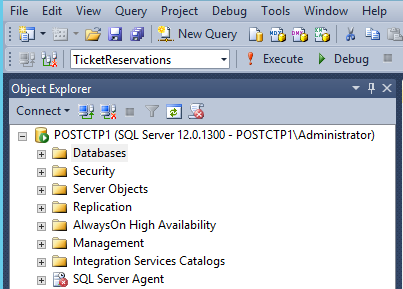 File Edit View Query Project Debug Tools Window Help
New Query
TicketReservations Execute Debug
Object Explorer
Connect
POSTCTP1 (SQL Server 12.0.1300 - POSTCTP1\Administrator)
Databases
Security
Server Objects
Replication
AlwaysOn High Availability
Management
Integration Services Catalogs
SQL Server Agent